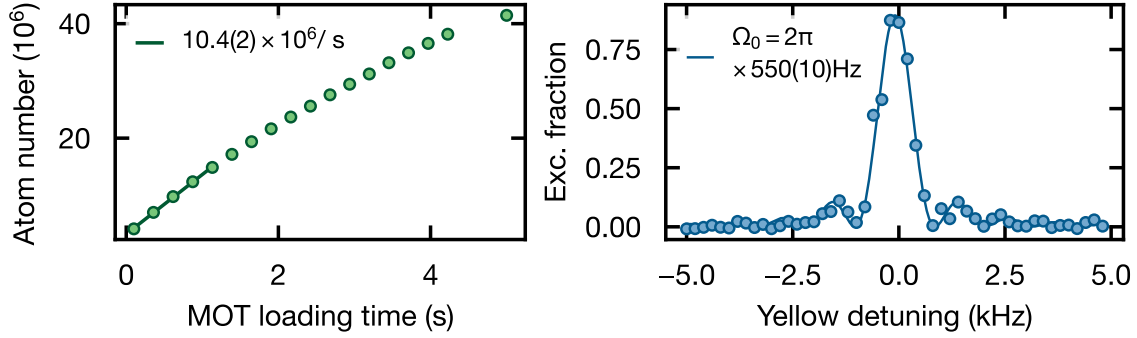 Atom number (10⁶)
40
20
10.4(2) × 10⁶/ s
0
2
4
MOT loading time (s)
Exc. fraction
0.75
0.50
0.25
0.00
Ω₀ = 2π
× 550(10)Hz
−5.0
−2.5
0.0
2.5
5.0
Yellow detuning (kHz)